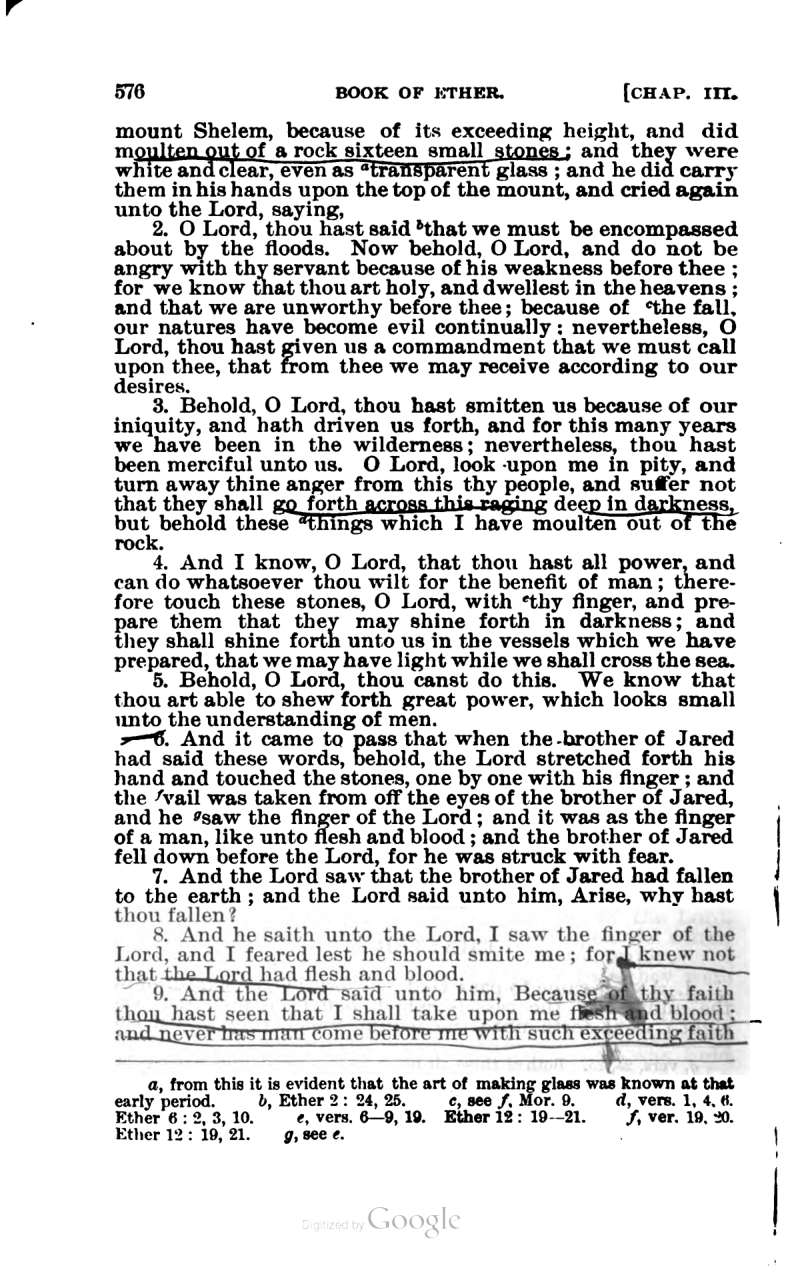 576 BOOK OF ETHER. [CHAP. III.
mount Shelem, because of its exceeding height, and did
moulten out of a rock sixteen small stones; and they were
white and clear, even as ᵃtransparent glass; and he did carry
them in his hands upon the top of the mount, and cried again
unto the Lord, saying,
2. O Lord, thou hast said ᵇthat we must be encompassed
about by the floods. Now behold, O Lord, and do not be
angry with thy servant because of his weakness before thee;
for we know that thou art holy, and dwellest in the heavens;
and that we are unworthy before thee; because of ᶜthe fall,
our natures have become evil continually; nevertheless, O
Lord, thou hast given us a commandment that we must call
upon thee, that from thee we may receive according to our
desires.
3. Behold, O Lord, thou hast smitten us because of our
iniquity, and hath driven us forth, and for this many years
we have been in the wilderness; nevertheless, thou hast
been merciful unto us. O Lord, look upon me in pity, and
turn away thine anger from this thy people, and suffer not
that they shall go forth across this raging deep in darkness,
but behold these ᵈthings which I have moulten out of the
rock.
4. And I know, O Lord, that thou hast all power, and
can do whatsoever thou wilt for the benefit of man; there-
fore touch these stones, O Lord, with ᵉthy finger, and pre-
pare them that they may shine forth in darkness; and
they shall shine forth unto us in the vessels which we have
prepared, that we may have light while we shall cross the sea.
5. Behold, O Lord, thou canst do this. We know that
thou art able to shew forth great power, which looks small
unto the understanding of men.
6. And it came to pass that when the brother of Jared
had said these words, behold, the Lord stretched forth his
hand and touched the stones, one by one with his finger; and
the ᶠvail was taken from off the eyes of the brother of Jared,
and he ᵍsaw the finger of the Lord; and it was as the finger
of a man, like unto flesh and blood; and the brother of Jared
fell down before the Lord, for he was struck with fear.
7. And the Lord saw that the brother of Jared had fallen
to the earth; and the Lord said unto him, Arise, why hast
thou fallen?
8. And he saith unto the Lord, I saw the finger of the
Lord, and I feared lest he should smite me; for I knew not
that the Lord had flesh and blood.
9. And the Lord said unto him, Because of thy faith
thou hast seen that I shall take upon me flesh and blood;
and never has man come before me with such exceeding faith
a, from this it is evident that the art of making glass was known at that
early period. b, Ether 2: 24, 25. c, see f, Mor. 9. d, vers. 1, 4, 6.
Ether 6: 2, 3, 10. e, vers. 6—9, 19. Ether 12: 19—21. f, ver. 19, 20.
Ether 12: 19, 21. g, see e.
Digitized by Google